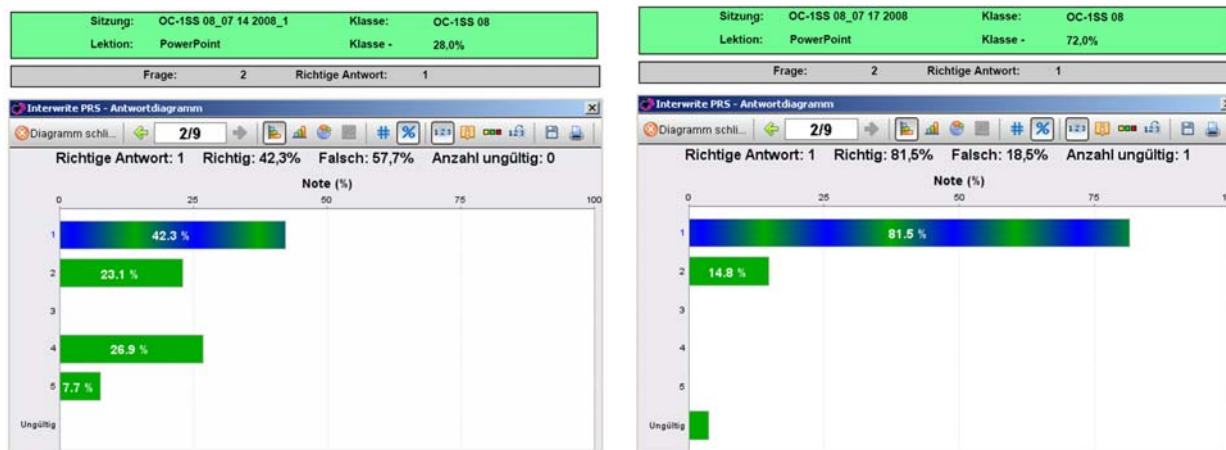 Sitzung: OC-1SS 08_07 14 2008_1 Klasse: OC-1SS 08
Lektion: PowerPoint Klasse - 28,0%
Frage: 2 Richtige Antwort: 1
Interwrite PRS - Antwortdiagramm
Diagramm schli... 2/9 # % 123
Richtige Antwort: 1 Richtig: 42,3% Falsch: 57,7% Anzahl ungültig: 0
Note (%)
0 25 50 75 100
1 42.3 %
2 23.1 %
3
4 26.9 %
5 7.7 %
Ungültig
Sitzung: OC-1SS 08_07 17 2008 Klasse: OC-1SS 08
Lektion: PowerPoint Klasse - 72,0%
Frage: 2 Richtige Antwort: 1
Interwrite PRS - Antwortdiagramm
Diagramm schli... 2/9 # % 123
Richtige Antwort: 1 Richtig: 81,5% Falsch: 18,5% Anzahl ungültig: 1
Note (%)
0 25 50 75
1 81.5 %
2 14.8 %
3
4
5
Ungültig